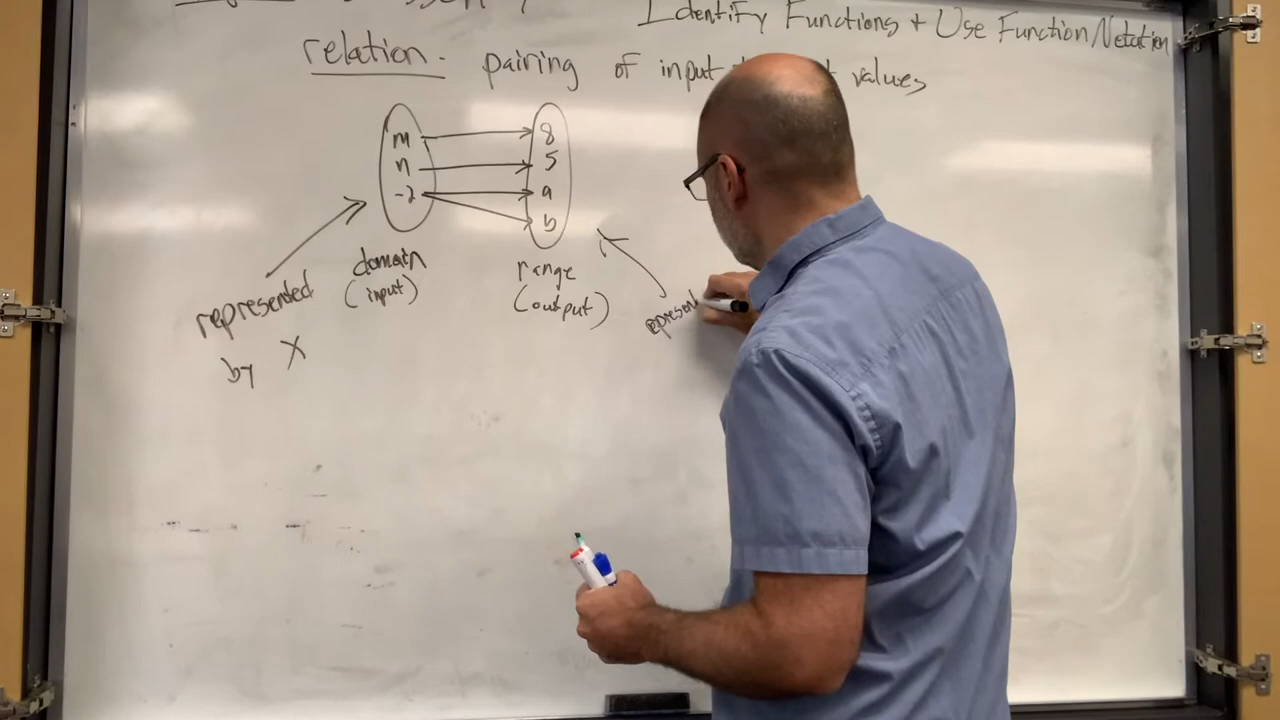 Identify Functions + Use Function Notation
relation - pairing of input values
m 8
n 5
-2 a
b
domain
(input)
range
(output)
represented
by X
represent